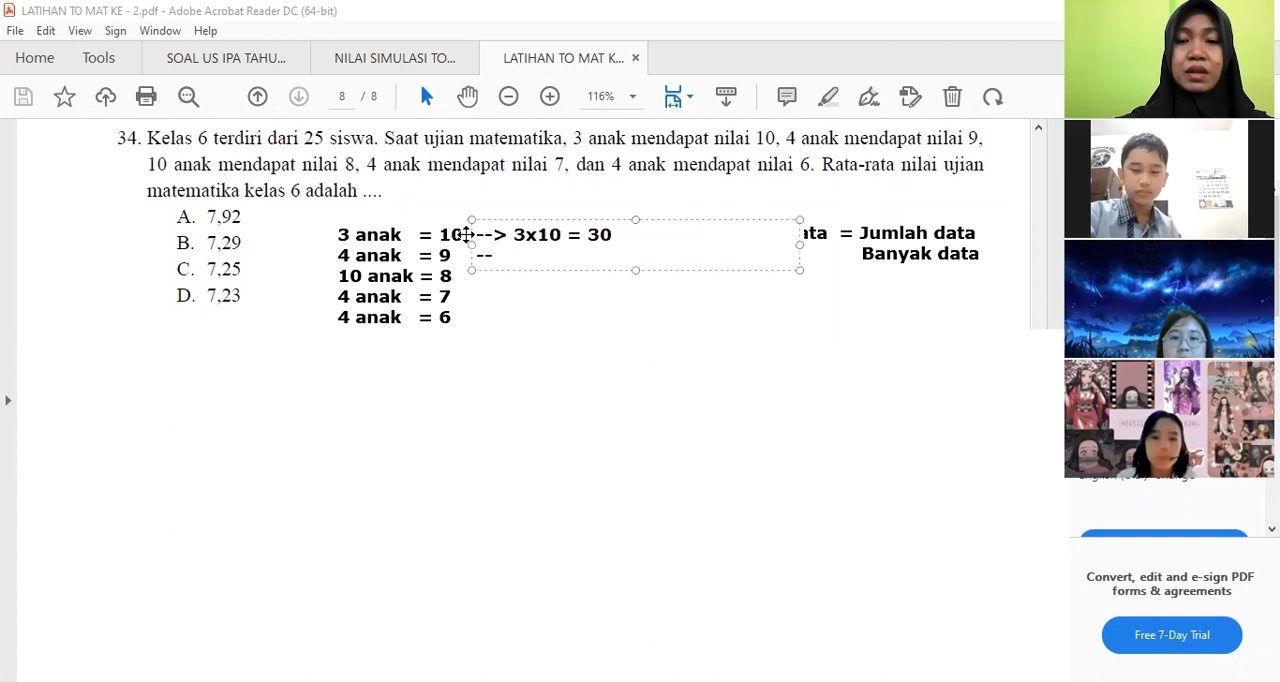 LATIHAN TO MAT KE - 2.pdf - Adobe Acrobat Reader DC (64-bit)
File Edit View Sign Window Help
Home Tools SOAL US IPA TAHU... NILAI SIMULASI TO... LATIHAN TO MAT K... ×
8 / 8 116%
34. Kelas 6 terdiri dari 25 siswa. Saat ujian matematika, 3 anak mendapat nilai 10, 4 anak mendapat nilai 9,
10 anak mendapat nilai 8, 4 anak mendapat nilai 7, dan 4 anak mendapat nilai 6. Rata-rata nilai ujian
matematika kelas 6 adalah ....
A. 7,92
B. 7,29
C. 7,25
D. 7,23
3 anak = 10 --> 3x10 = 30
4 anak = 9 --
10 anak = 8
4 anak = 7
4 anak = 6
ata = Jumlah data
Banyak data
Convert, edit and e-sign PDF
forms & agreements
Free 7-Day Trial